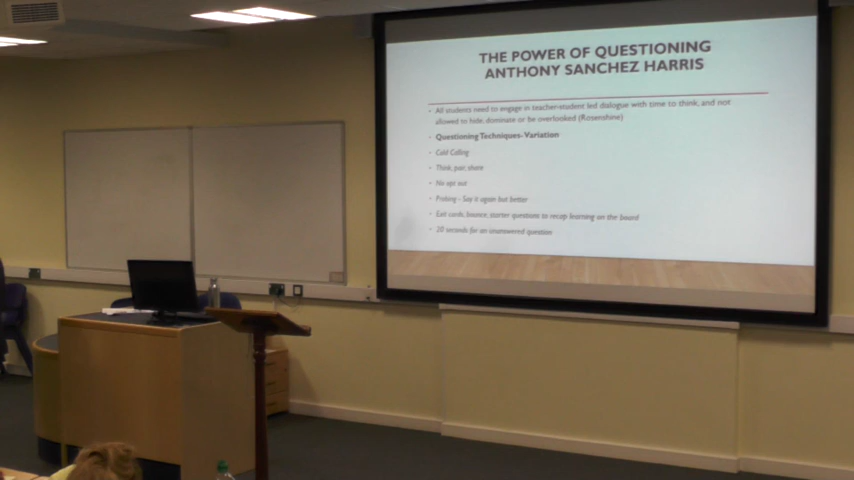 THE POWER OF QUESTIONING
ANTHONY SANCHEZ HARRIS
• All students need to engage in teacher-student led dialogue with time to think, and not
allowed to hide, dominate or be overlooked (Rosenshine)
• Questioning Techniques- Variation
• Cold Calling
• Think, pair, share
• No opt out
• Probing - Say it again but better
• Exit cards, bounce, starter questions to recap learning on the board
• 20 seconds for an unanswered question